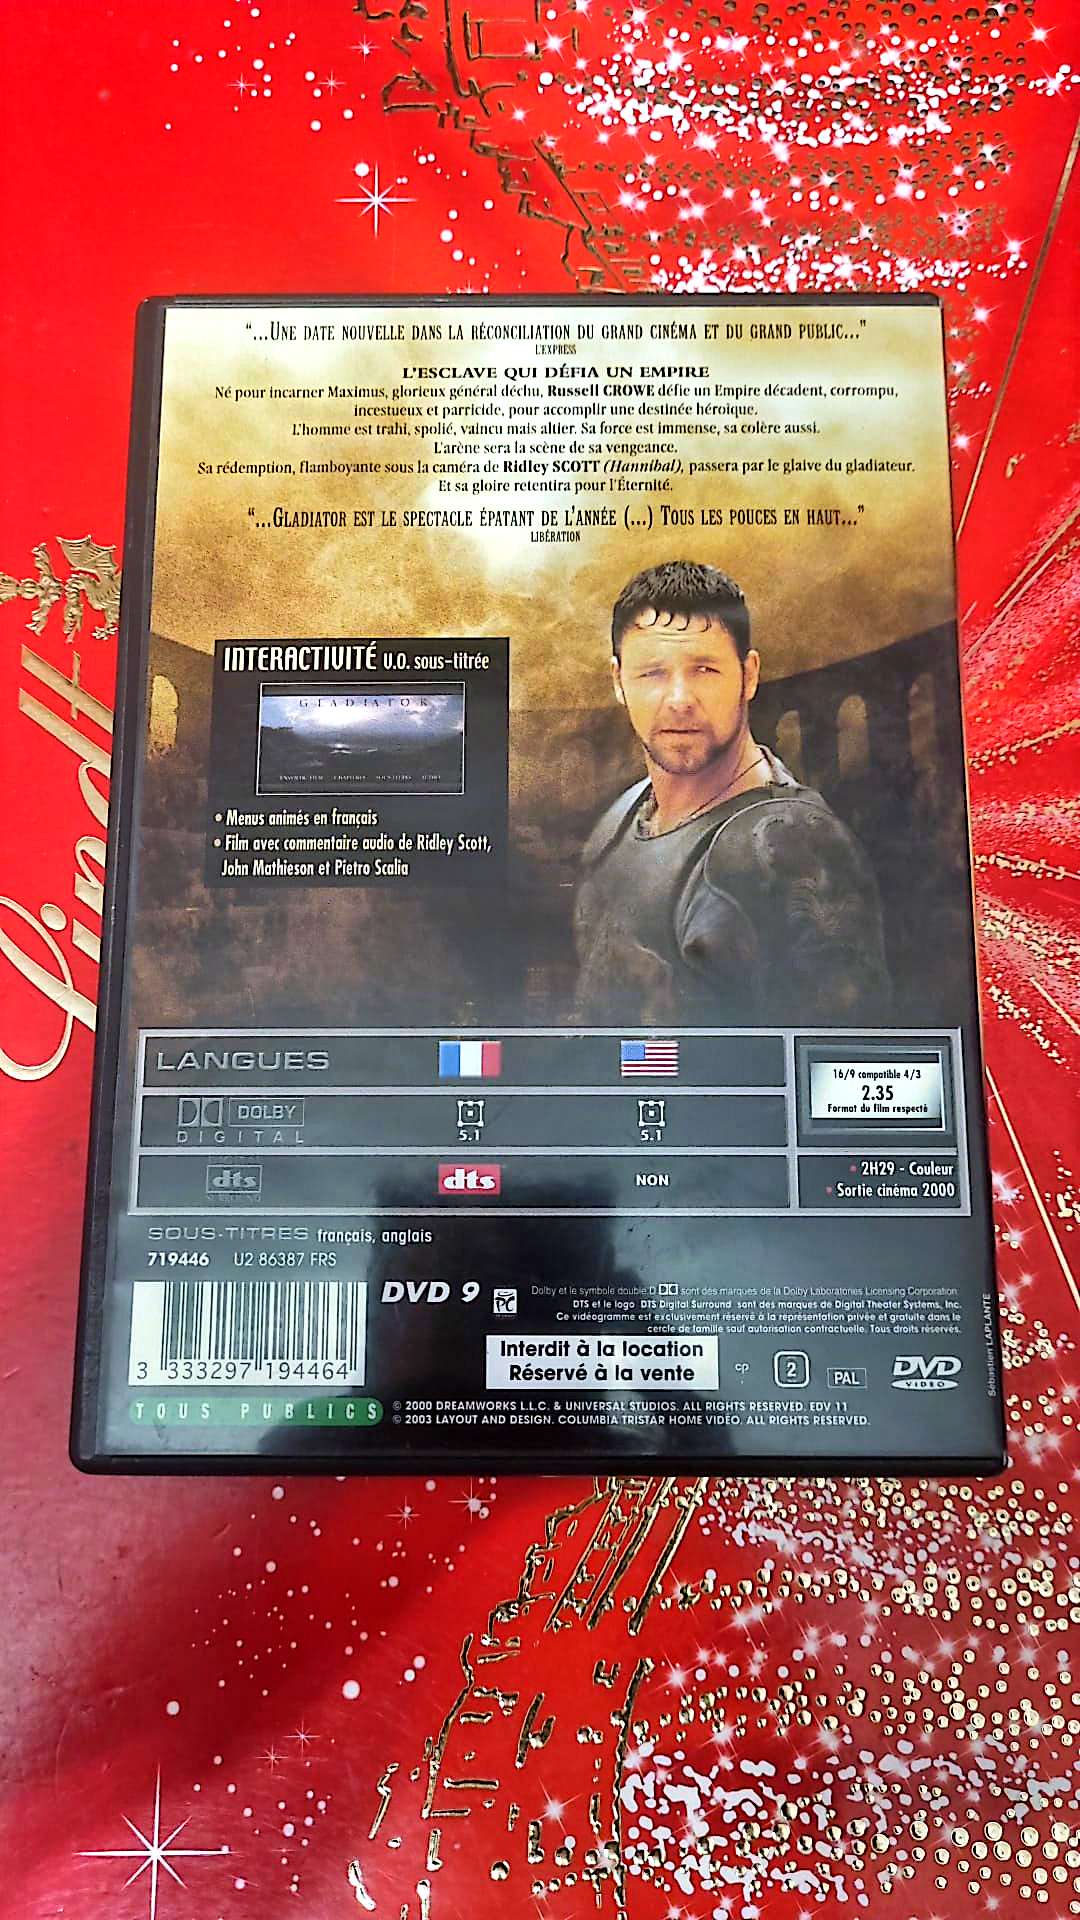 "...UNE DATE NOUVELLE DANS LA RÉCONCILIATION DU GRAND CINÉMA ET DU GRAND PUBLIC..."
L'EXPRESS
L'ESCLAVE QUI DÉFIA UN EMPIRE
Né pour incarner Maximus, glorieux général déchu, Russell CROWE défie un Empire décadent, corrompu,
incestueux et parricide, pour accomplir une destinée héroïque.
L'homme est trahi, spolié, vaincu mais altier. Sa force est immense, sa colère aussi.
L'arène sera la scène de sa vengeance.
Sa rédemption, flamboyante sous la caméra de Ridley SCOTT (Hannibal), passera par le glaive du gladiateur.
Et sa gloire retentira pour l'Éternité.
"...GLADIATOR EST LE SPECTACLE ÉPATANT DE L'ANNÉE (...) TOUS LES POUCES EN HAUT..."
LIBÉRATION
INTERACTIVITÉ V.O. sous-titrée
GLADIATOR
CHAPITRES SOUS-TITRES
• Menus animés en français
• Film avec commentaire audio de Ridley Scott,
John Mathieson et Pietro Scalia
Lindt
LANGUES
16/9 compatible 4/3
2.35
Format du film respecté
DOLBY
DIGITAL
5.1
5.1
DIGITAL
dts
SURROUND
dts
NON
• 2H29 - Couleur
• Sortie cinéma 2000
SOUS-TITRES français, anglais
719446 U2 86387 FRS
DVD 9
PC
Dolby et le symbole double D sont des marques de la Dolby Laboratories Licensing Corporation.
DTS et le logo DTS Digital Surround sont des marques de Digital Theater Systems, Inc.
Ce vidéogramme est exclusivement réservé à la représentation privée et gratuite dans le
cercle de famille sauf autorisation contractuelle. Tous droits réservés.
Sébastien LAPLANTE
3 333297 194464
Interdit à la location
Réservé à la vente
CP
2
PAL
DVD
VIDEO
TOUS PUBLICS
© 2000 DREAMWORKS L.L.C. & UNIVERSAL STUDIOS. ALL RIGHTS RESERVED. EDV 11
© 2003 LAYOUT AND DESIGN. COLUMBIA TRISTAR HOME VIDEO. ALL RIGHTS RESERVED.